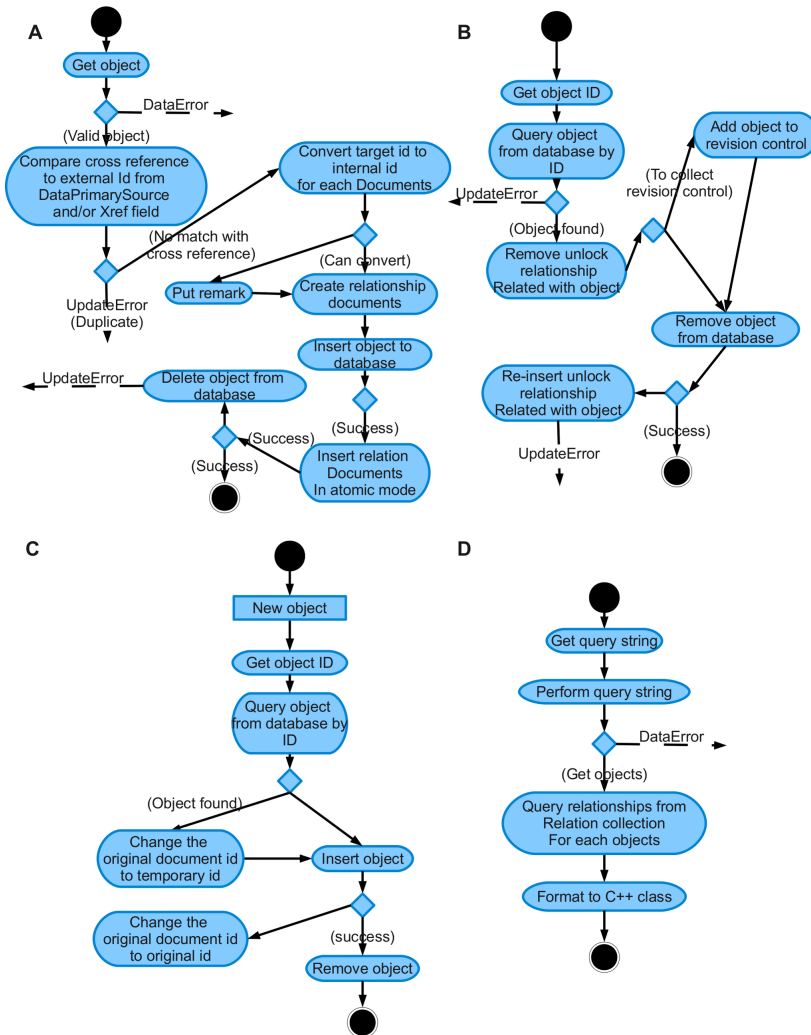 A
Get object
DataError
(Valid object)
Compare cross reference
to external Id from
DataPrimarySource
and/or Xref field
(No match with
cross reference)
UpdateError
(Duplicate)
Convert target id to
internal id
for each Documents
(Can convert)
Put remark
Create relationship
documents
Insert object to
database
(Success)
Insert relation
Documents
In atomic mode
(Success)
Delete object from
database
UpdateError
(Success)
B
Get object ID
Query object
from database by
ID
UpdateError
(Object found)
Remove unlock
relationship
Related with object
(To collect
revision control)
Add object to
revision control
Remove object
from database
Re-insert unlock
relationship
Related with object
UpdateError
(Success)
C
New object
Get object ID
Query object
from database by
ID
(Object found)
Change the
original document id
to temporary id
Insert object
Change the
original document id
to original id
(success)
Remove object
D
Get query string
Perform query string
DataError
(Get objects)
Query relationships from
Relation collection
For each objects
Format to C++ class